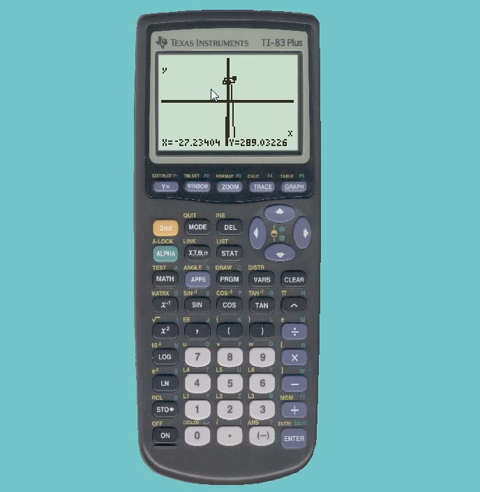 TEXAS INSTRUMENTS TI-83 Plus
y
x
X=-27.23404 Y=289.03226
STAT PLOT F1 TBLSET F2 FORMAT F3 CALC F4 TABLE F5
Y= WINDOW ZOOM TRACE GRAPH
QUIT INS
2nd MODE DEL
A-LOCK LINK LIST
ALPHA X,T,θ,n STAT
TEST A ANGLE B DRAW C DISTR
MATH APPS PRGM VARS CLEAR
MATRX D SIN⁻¹ E COS⁻¹ F TAN⁻¹ G π H
x⁻¹ SIN COS TAN ^
√ I EE J { K } L e M
x² , ( ) ÷
10ˣ N u O v P w Q [ R
LOG 7 8 9 ×
eˣ S L4 T L5 U L6 V ] W
LN 4 5 6 −
RCL X L1 Y L2 Z L3 θ MEM "
STO▸ 1 2 3 +
OFF CATALOG i : ANS ? ENTRY
ON 0 . (−) ENTER